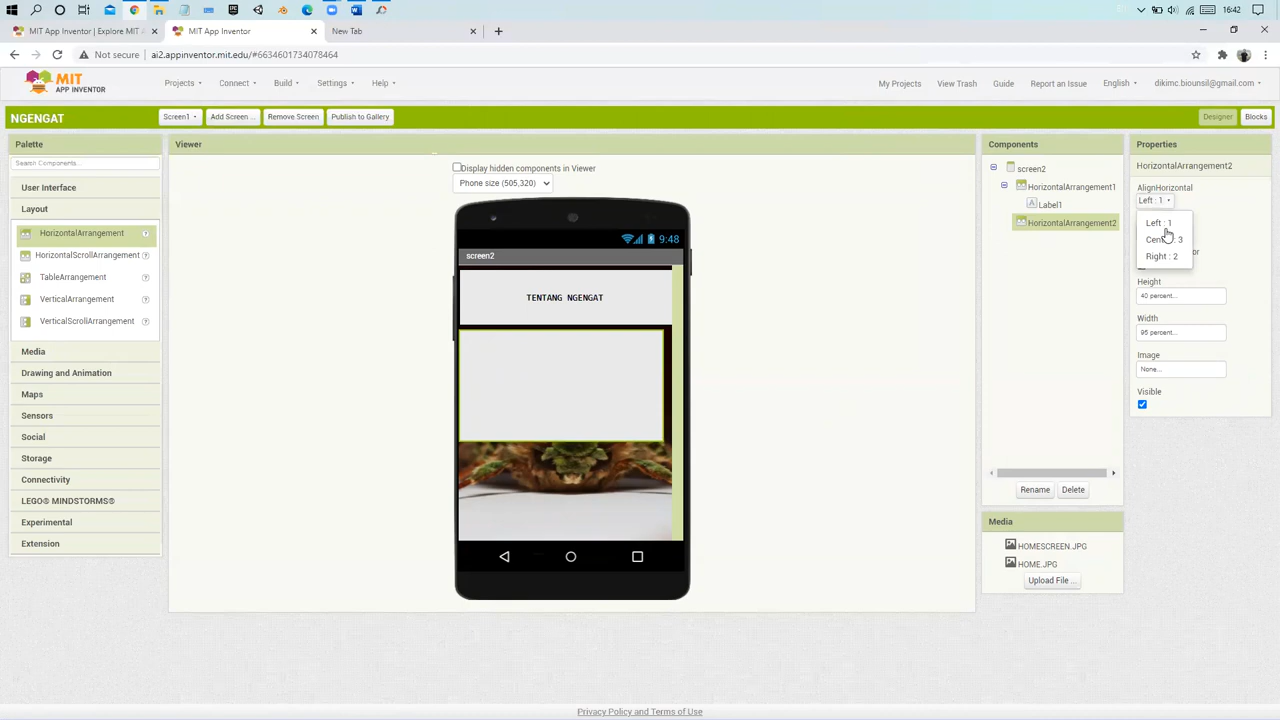 16:42
MIT App Inventor | Explore MIT A
MIT App Inventor
New Tab
Not secure
ai2.appinventor.mit.edu/#6634601734078464
MIT
APP INVENTOR
Projects
Connect
Build
Settings
Help
My Projects
View Trash
Guide
Report an Issue
English
dikimc.biounsil@gmail.com
NGENGAT
Screen1
Add Screen ...
Remove Screen
Publish to Gallery
Designer
Blocks
Palette
Search Components...
User Interface
Layout
HorizontalArrangement
HorizontalScrollArrangement
TableArrangement
VerticalArrangement
VerticalScrollArrangement
Media
Drawing and Animation
Maps
Sensors
Social
Storage
Connectivity
LEGO® MINDSTORMS®
Experimental
Extension
Viewer
Display hidden components in Viewer
Phone size (505,320)
9:48
screen2
TENTANG NGENGAT
Components
screen2
HorizontalArrangement1
Label1
HorizontalArrangement2
Rename
Delete
Media
HOMESCREEN.JPG
HOME.JPG
Upload File ...
Properties
HorizontalArrangement2
AlignHorizontal
Left : 1
Left : 1
: 3
Right : 2
Height
40 percent...
Width
95 percent...
Image
None...
Visible
Privacy Policy and Terms of Use